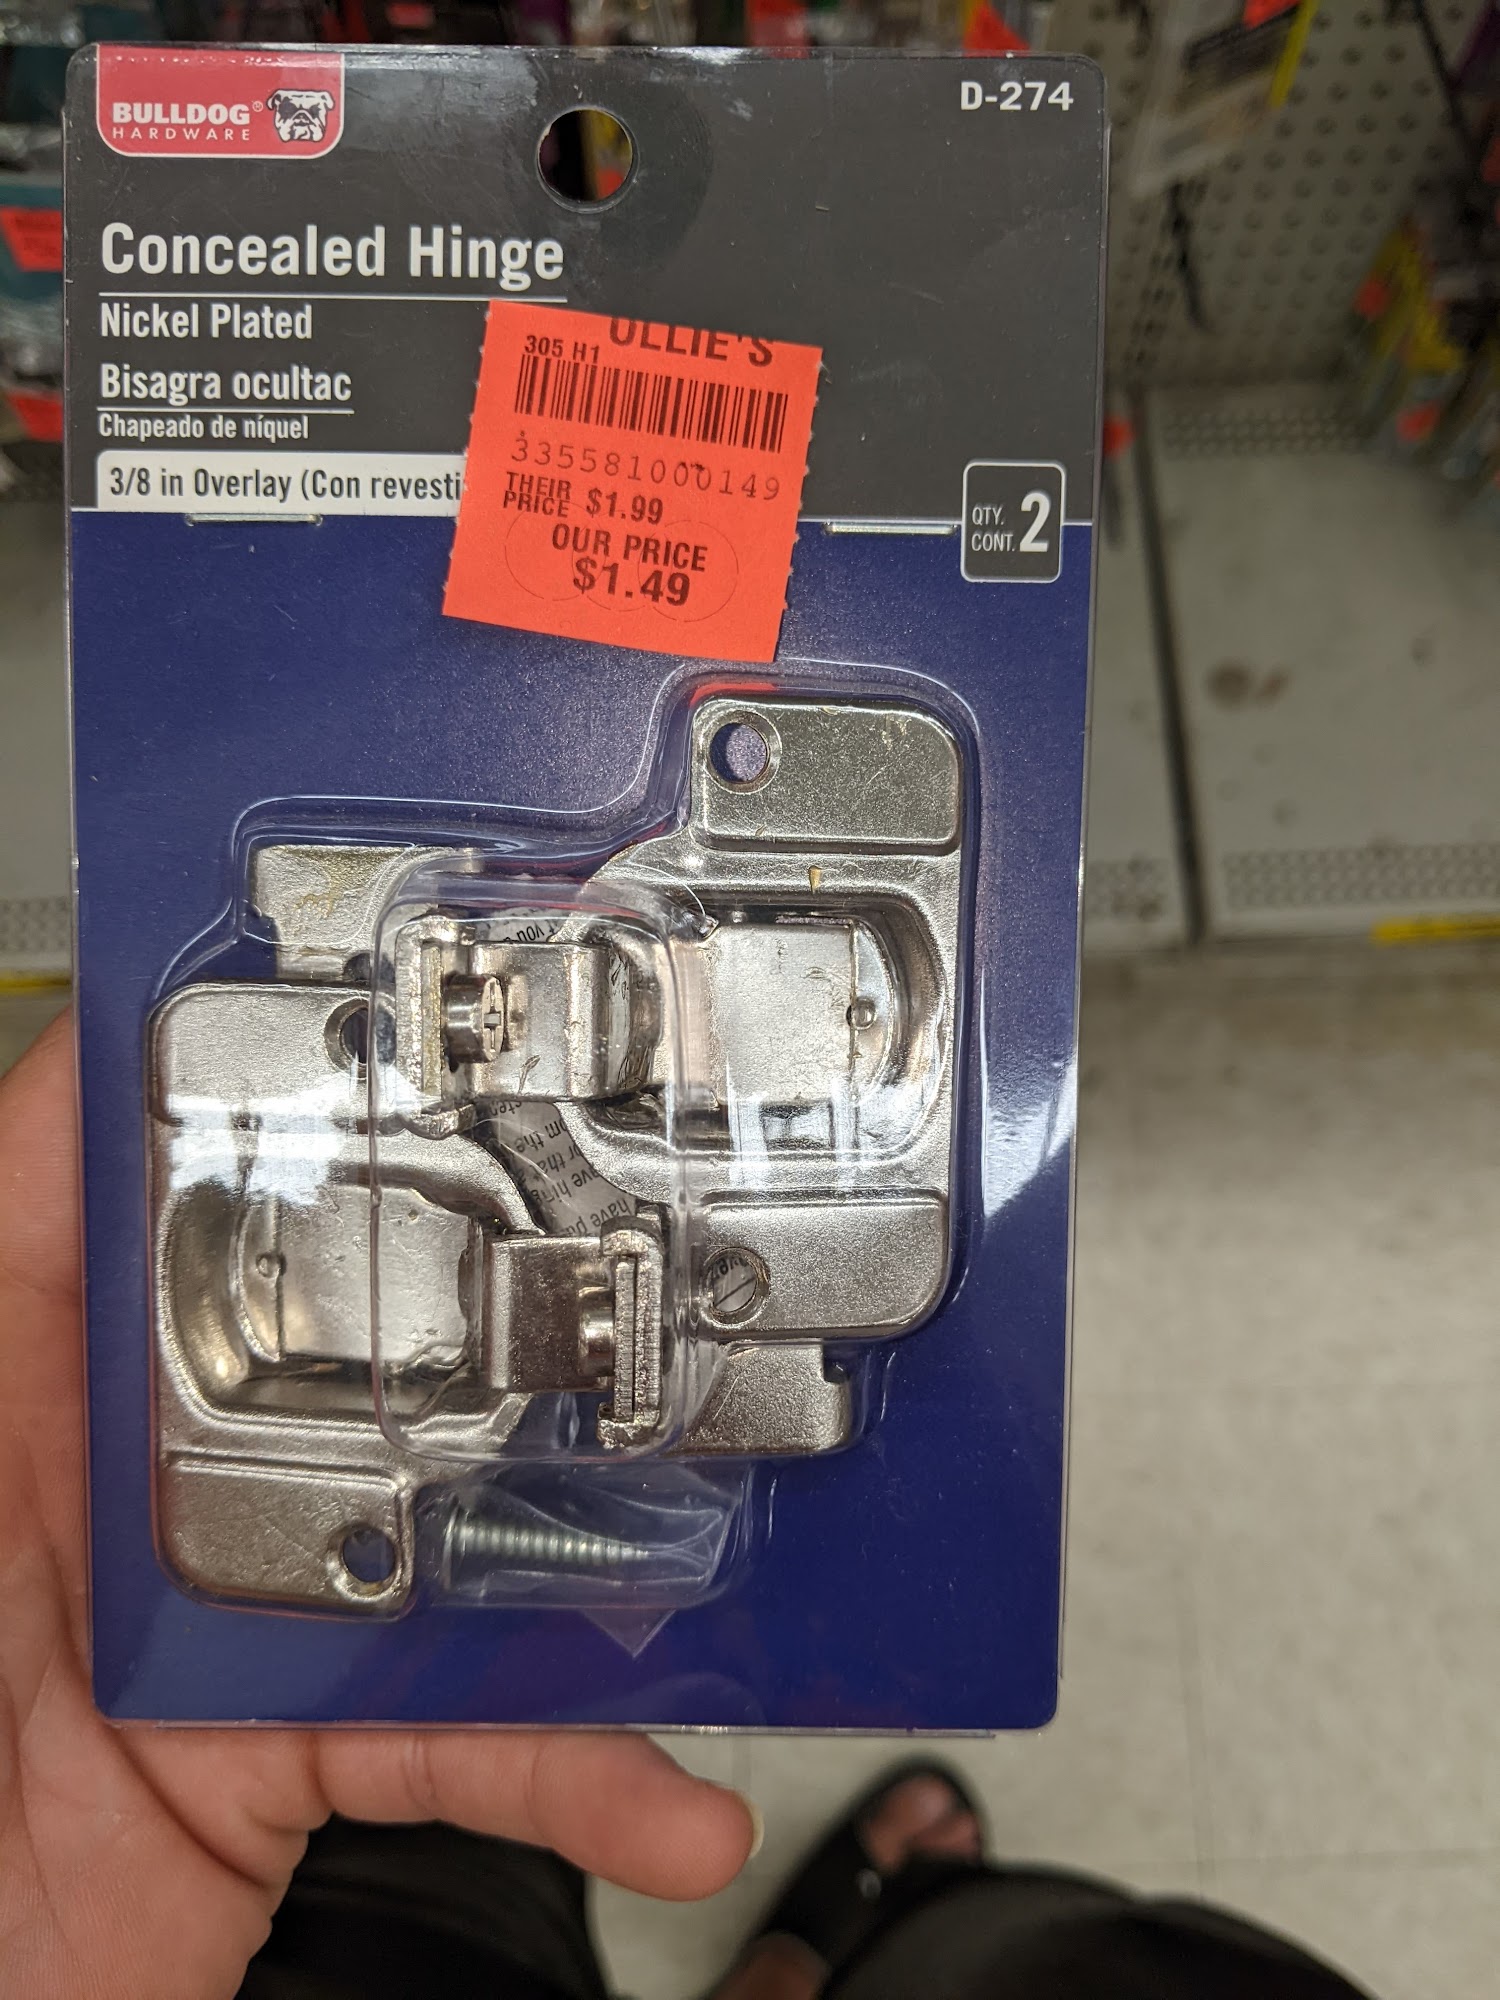 BULLDOG®
HARDWARE
D-274
Concealed Hinge
Nickel Plated
Bisagra ocultac
Chapeado de níquel
3/8 in Overlay (Con revesti
OLLIE'S
305 H1
335581000149
THEIR PRICE $1.99
OUR PRICE
$1.49
QTY.
CONT. 2